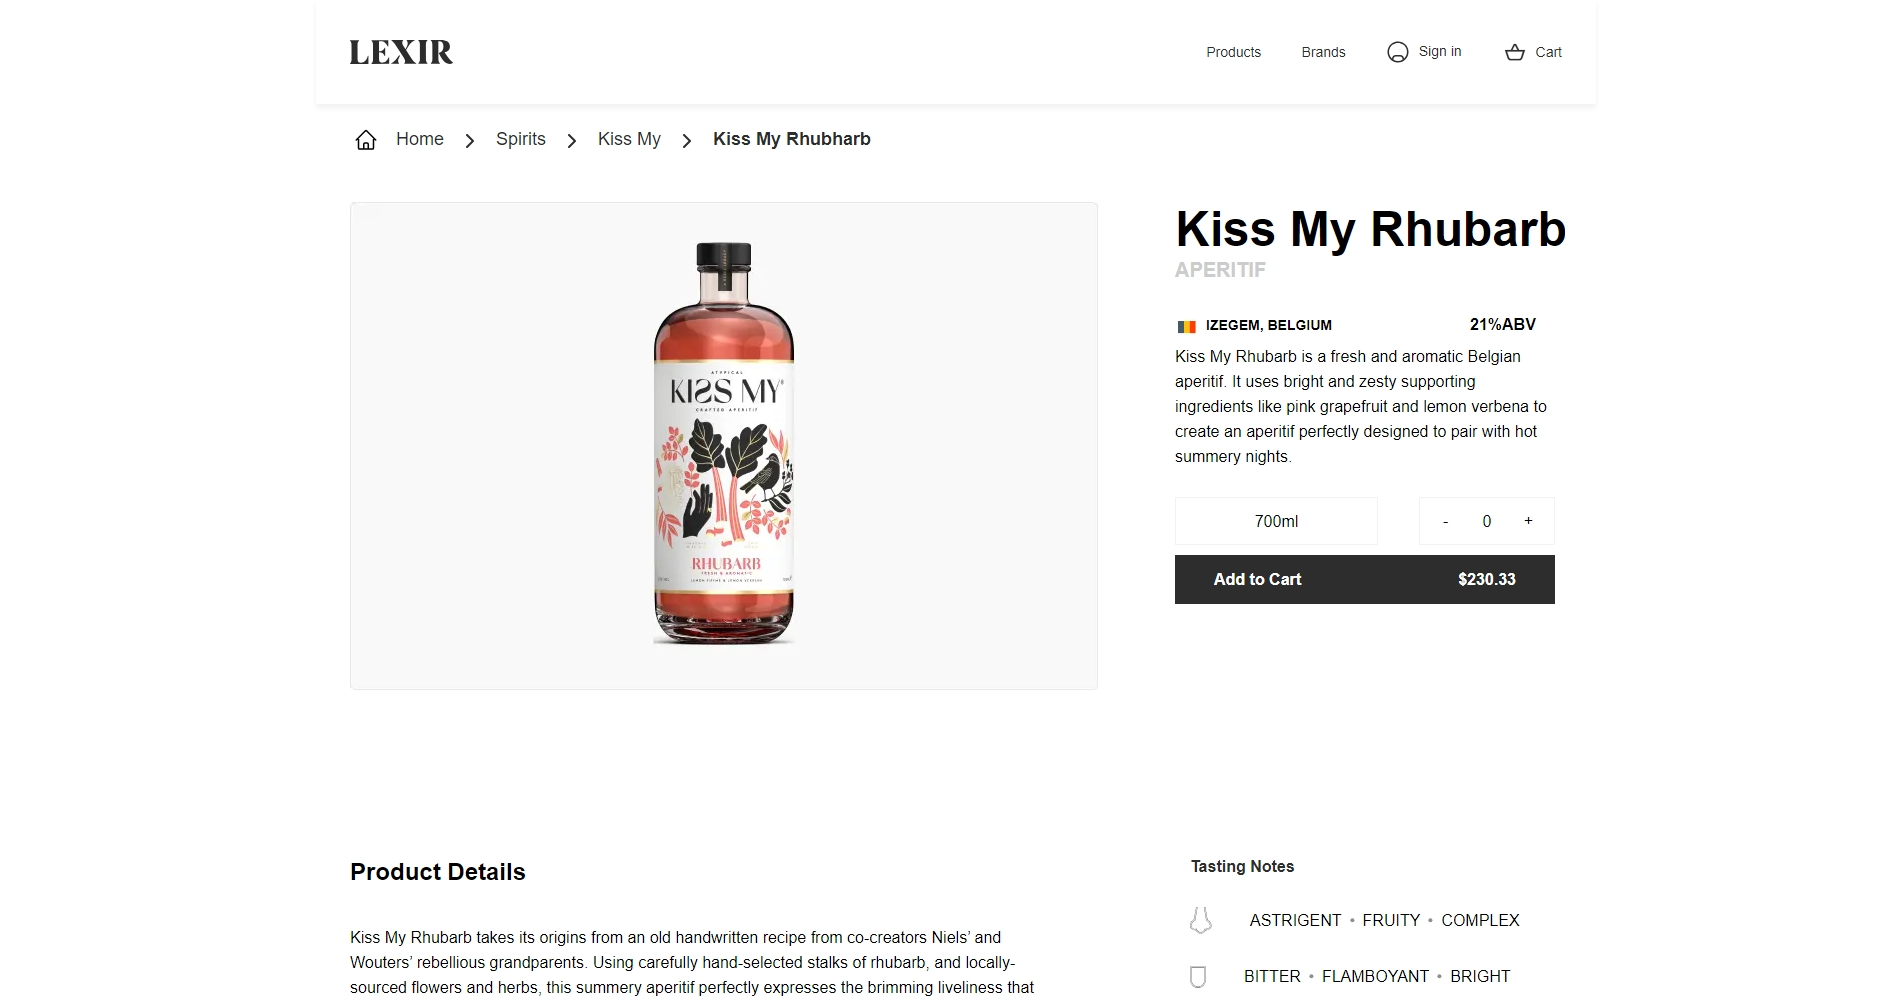 LEXIR
Products
Brands
Sign in
Cart
Home
Spirits
Kiss My
Kiss My Rhubharb
ATYPICAL
KISS MY
CRAFTED APERITIF
RHUBARB
FRESH & AROMATIC
Kiss My Rhubarb
APERITIF
IZEGEM, BELGIUM
21%ABV
Kiss My Rhubarb is a fresh and aromatic Belgian
aperitif. It uses bright and zesty supporting
ingredients like pink grapefruit and lemon verbena to
create an aperitif perfectly designed to pair with hot
summery nights.
700ml
- 0 +
Add to Cart $230.33
Product Details
Kiss My Rhubarb takes its origins from an old handwritten recipe from co-creators Niels’ and
Wouters’ rebellious grandparents. Using carefully hand-selected stalks of rhubarb, and locally-
sourced flowers and herbs, this summery aperitif perfectly expresses the brimming liveliness that
Tasting Notes
ASTRIGENT • FRUITY • COMPLEX
BITTER • FLAMBOYANT • BRIGHT